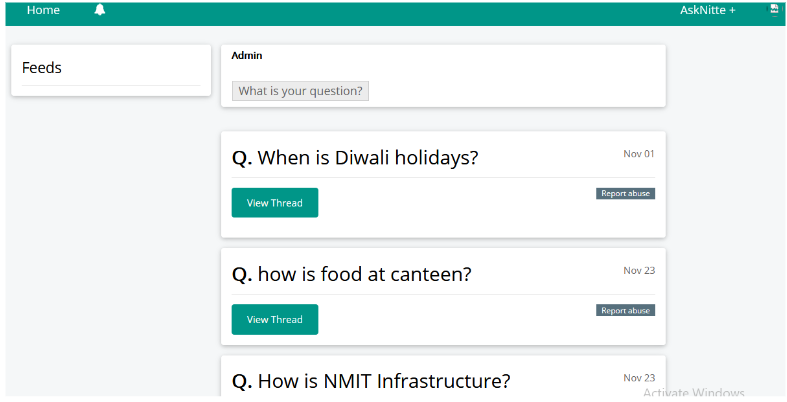 Home
AskNitte +
Feeds
Admin
What is your question?
Q. When is Diwali holidays?
Nov 01
View Thread
Report abuse
Q. how is food at canteen?
Nov 23
View Thread
Report abuse
Q. How is NMIT Infrastructure?
Nov 23
Activate Windows